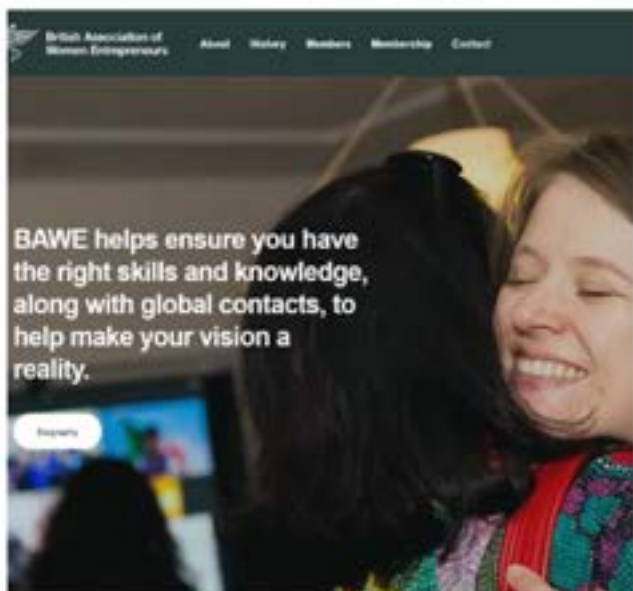 British Association of
Women Entrepreneurs
About History Members Membership Contact
BAWE helps ensure you have
the right skills and knowledge,
along with global contacts, to
help make your vision a
reality.